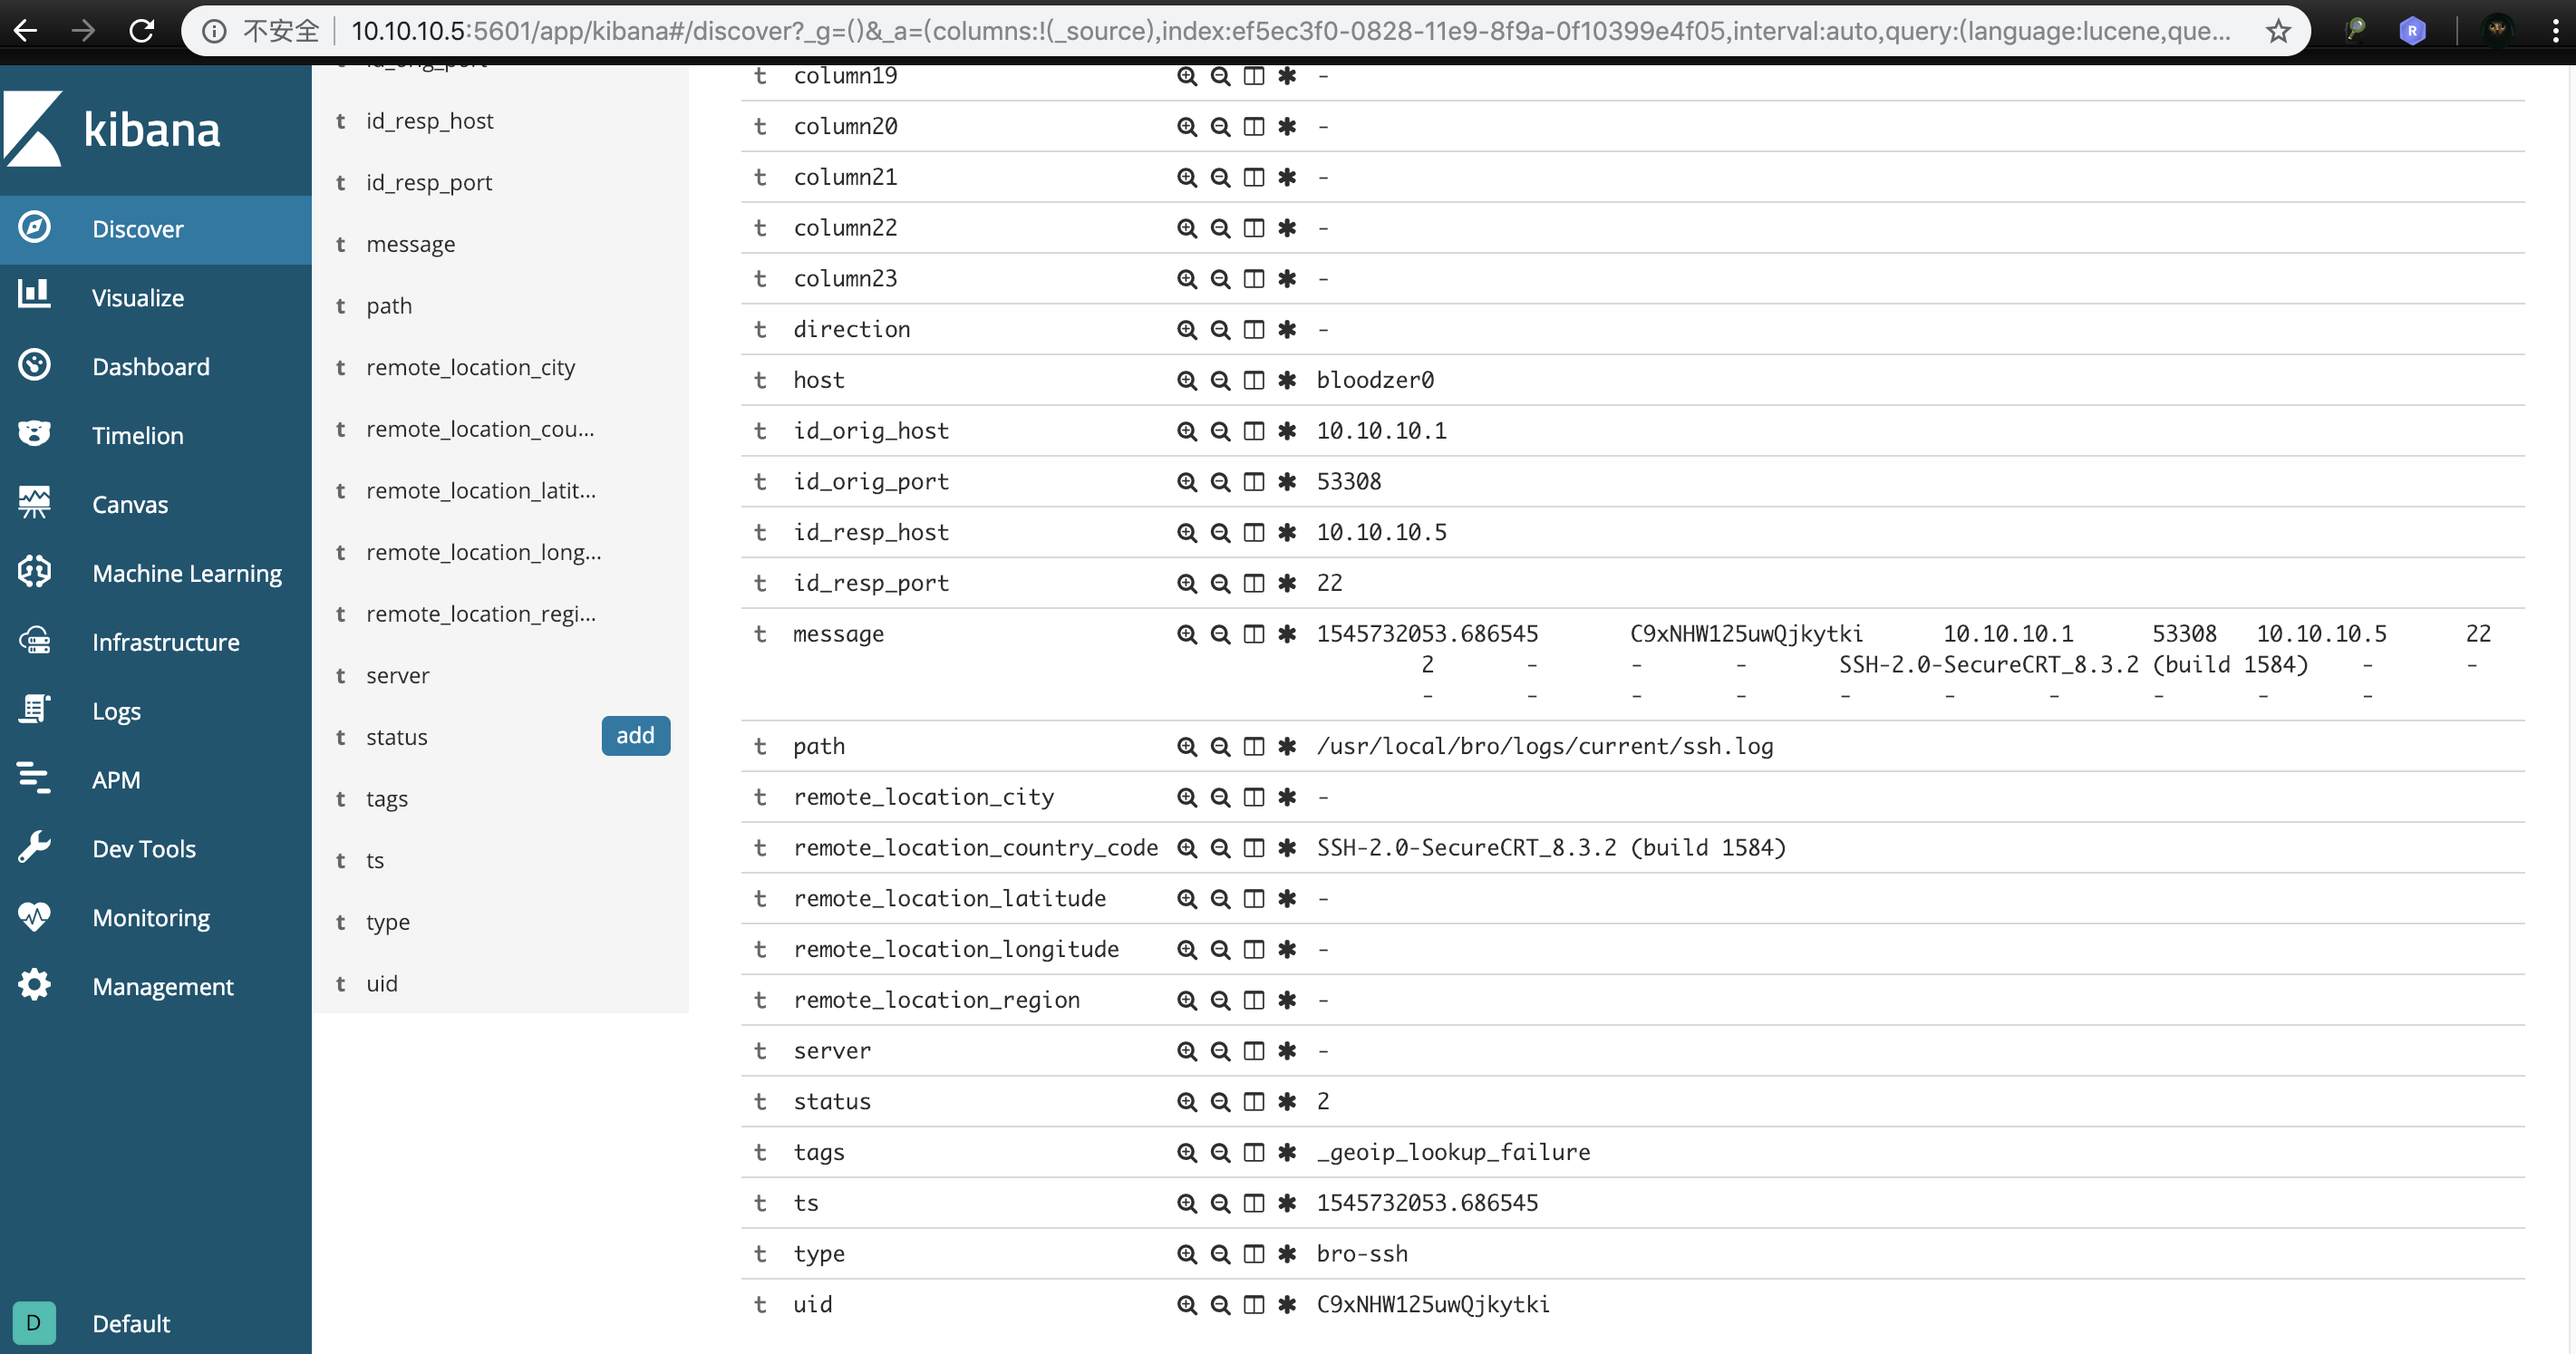 不安全 10.10.10.5:5601/app/kibana#/discover?_g=()&_a=(columns:!(_source),index:ef5ec3f0-0828-11e9-8f9a-0f10399e4f05,interval:auto,query:(language:lucene,que...
R
kibana
Discover
Visualize
Dashboard
Timelion
Canvas
Machine Learning
Infrastructure
Logs
APM
Dev Tools
Monitoring
Management
D Default
t id_orig_port
t id_resp_host
t id_resp_port
t message
t path
t remote_location_city
t remote_location_cou...
t remote_location_latit...
t remote_location_long...
t remote_location_regi...
t server
t status add
t tags
t ts
t type
t uid
t column19 -
t column20 -
t column21 -
t column22 -
t column23 -
t direction -
t host bloodzer0
t id_orig_host 10.10.10.1
t id_orig_port 53308
t id_resp_host 10.10.10.5
t id_resp_port 22
t message 1545732053.686545 C9xNHW125uwQjkytki 10.10.10.1 53308 10.10.10.5 22
2 - - - SSH-2.0-SecureCRT_8.3.2 (build 1584) - -
- - - - - - - - - -
t path /usr/local/bro/logs/current/ssh.log
t remote_location_city -
t remote_location_country_code SSH-2.0-SecureCRT_8.3.2 (build 1584)
t remote_location_latitude -
t remote_location_longitude -
t remote_location_region -
t server -
t status 2
t tags _geoip_lookup_failure
t ts 1545732053.686545
t type bro-ssh
t uid C9xNHW125uwQjkytki